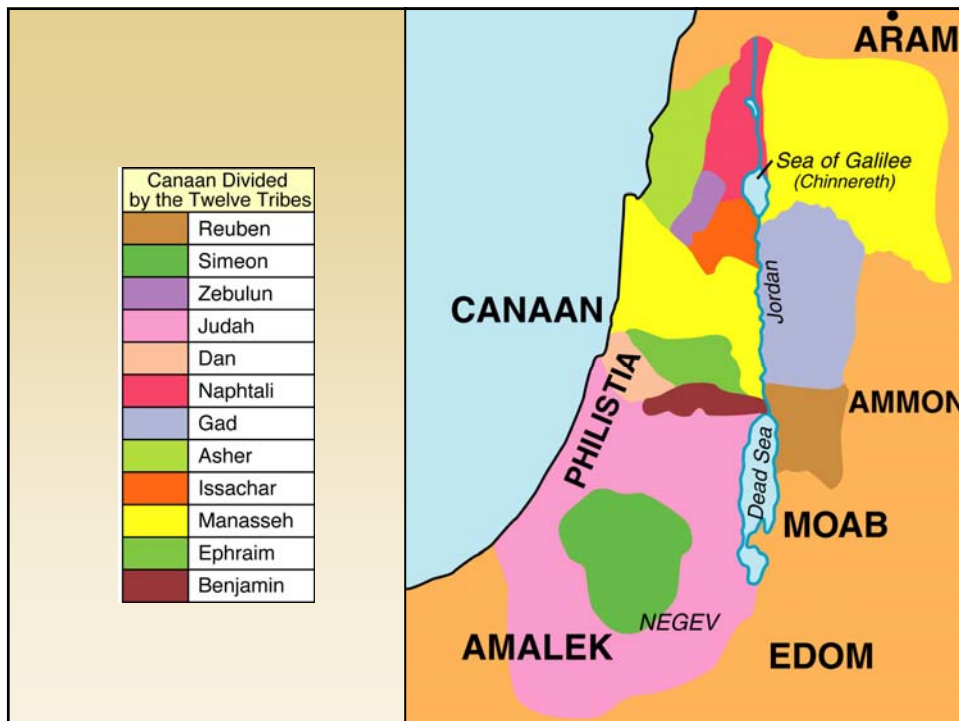 Canaan Divided
by the Twelve Tribes
Reuben
Simeon
Zebulun
Judah
Dan
Naphtali
Gad
Asher
Issachar
Manasseh
Ephraim
Benjamin
ARAM
Sea of Galilee
(Chinnereth)
Jordan
CANAAN
PHILISTIA
AMMON
Dead Sea
MOAB
NEGEV
AMALEK
EDOM